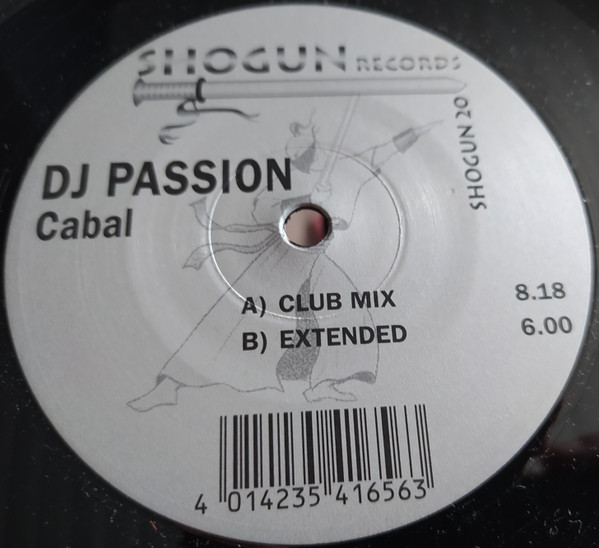 SHOGUN RECORDS
SHOGUN 20
DJ PASSION
Cabal
A) CLUB MIX 8.18
B) EXTENDED 6.00
4 014235 416563